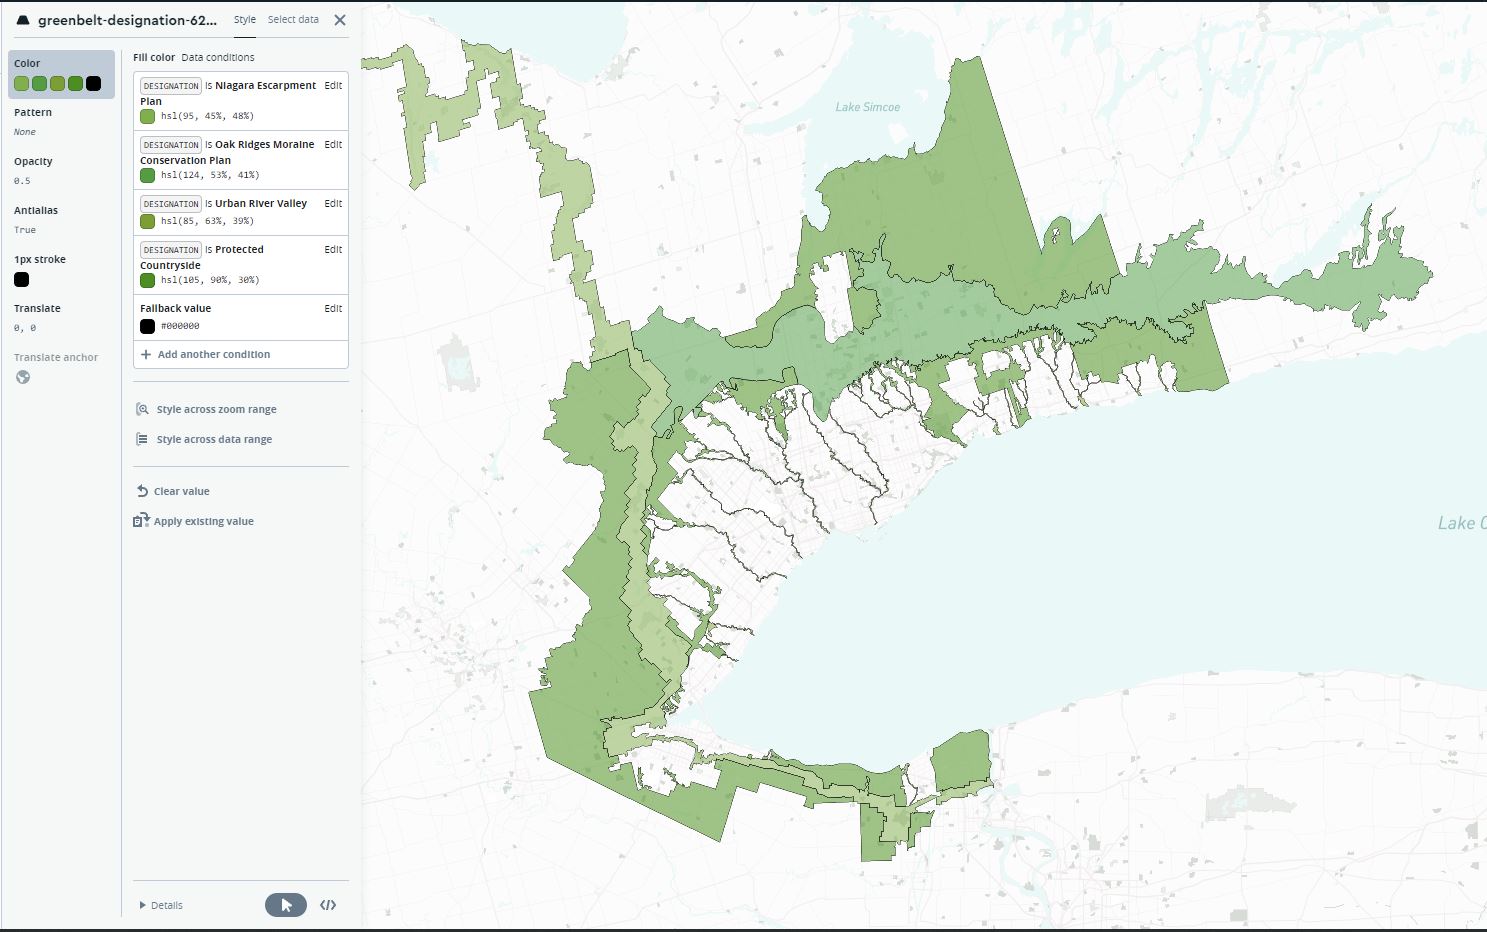 greenbelt-designation-62...
Style
Select data
Color
Pattern
None
Opacity
0.5
Antialias
True
1px stroke
Translate
0, 0
Translate anchor
Fill color Data conditions
DESIGNATION is Niagara Escarpment Edit
Plan
hsl(95, 45%, 48%)
DESIGNATION is Oak Ridges Moraine Edit
Conservation Plan
hsl(124, 53%, 41%)
DESIGNATION is Urban River Valley Edit
hsl(85, 63%, 39%)
DESIGNATION is Protected Edit
Countryside
hsl(105, 90%, 30%)
Fallback value Edit
#000000
Add another condition
Style across zoom range
Style across data range
Clear value
Apply existing value
Details
</>
Lake Simcoe
Lake O